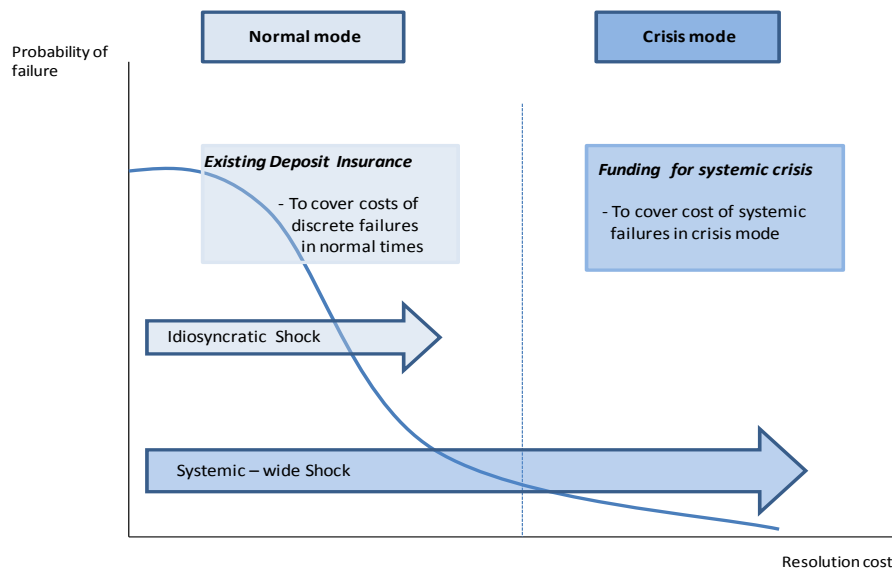 Normal mode
Crisis mode
Probability of
failure
Existing Deposit Insurance
- To cover costs of
discrete failures
in normal times
Funding for systemic crisis
- To cover cost of systemic
failures in crisis mode
Idiosyncratic Shock
Systemic – wide Shock
Resolution cost